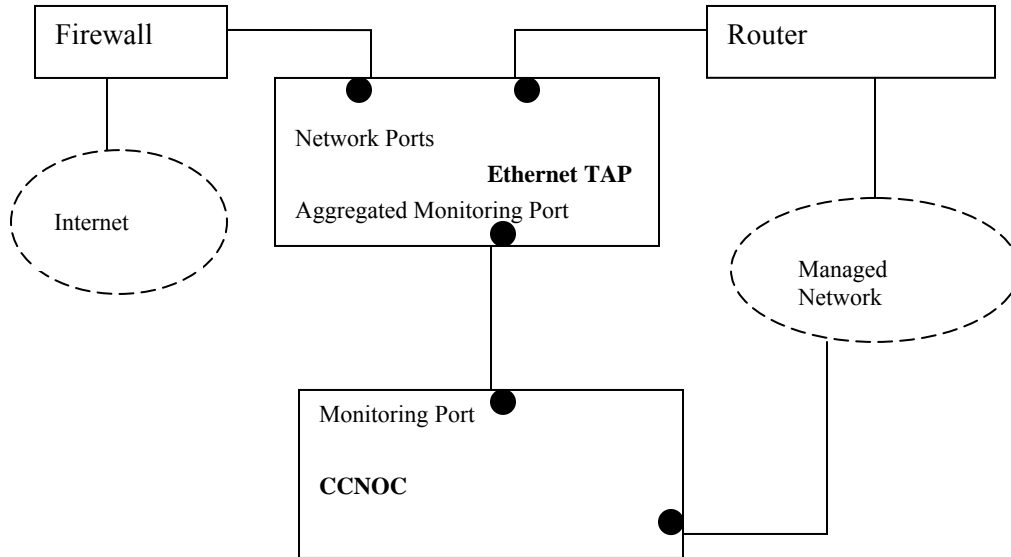 Firewall
Router
Network Ports
Ethernet TAP
Aggregated Monitoring Port
Internet
Managed
Network
Monitoring Port
CCNOC